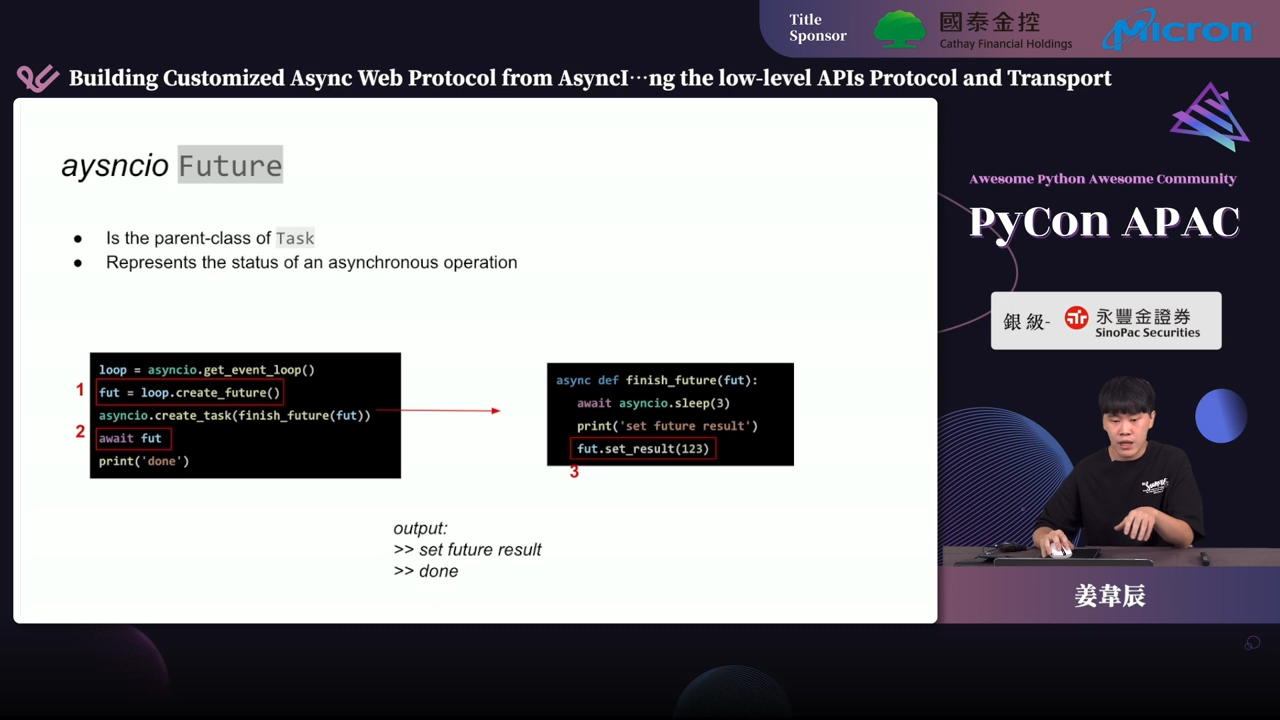 Title
Sponsor
國泰金控
Cathay Financial Holdings
Micron
Building Customized Async Web Protocol from AsyncI…ng the low-level APIs Protocol and Transport
aysncio Future
● Is the parent-class of Task
● Represents the status of an asynchronous operation
1
2
loop = asyncio.get_event_loop()
fut = loop.create_future()
asyncio.create_task(finish_future(fut))
await fut
print('done')
async def finish_future(fut):
await asyncio.sleep(3)
print('set future result')
fut.set_result(123)
3
output:
>> set future result
>> done
Awesome Python Awesome Community
PyCon APAC
銀級-
永豐金證券
SinoPac Securities
姜韋辰